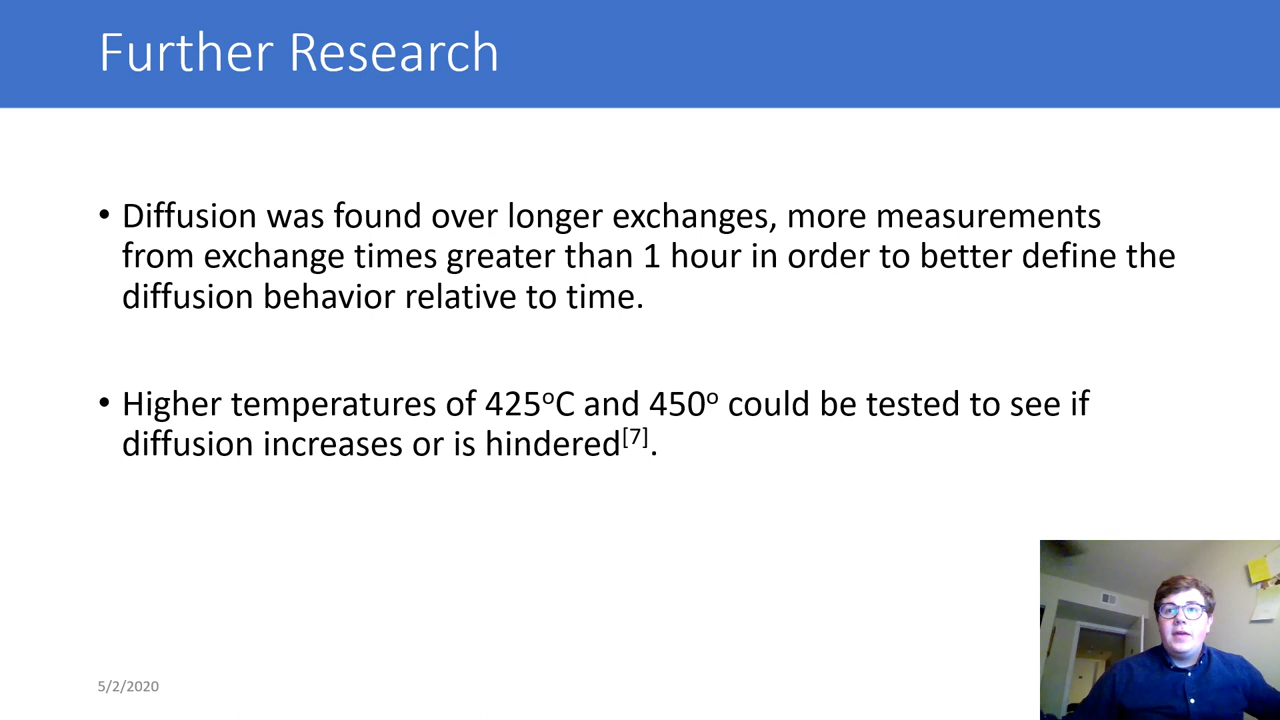 Further Research
• Diffusion was found over longer exchanges, more measurements
from exchange times greater than 1 hour in order to better define the
diffusion behavior relative to time.
• Higher temperatures of 425ºC and 450º could be tested to see if
diffusion increases or is hindered[7].
5/2/2020